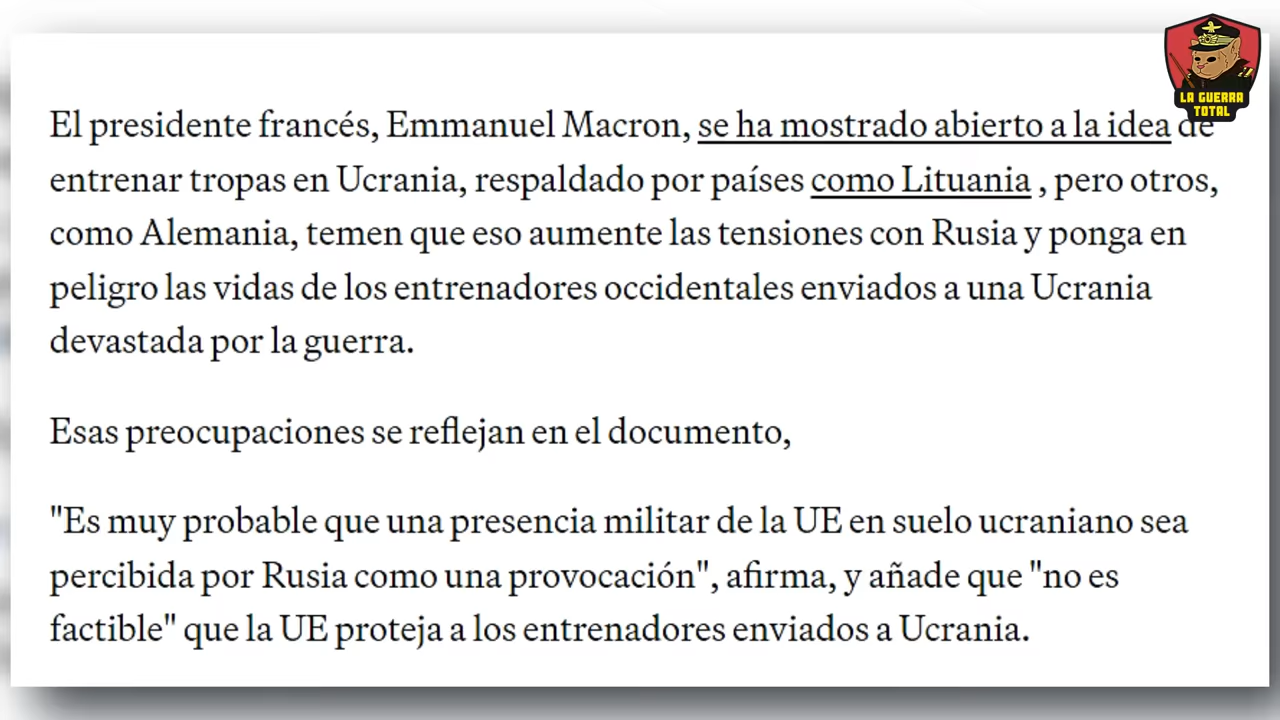 LA GUERRA
TOTAL
El presidente francés, Emmanuel Macron, se ha mostrado abierto a la idea de
entrenar tropas en Ucrania, respaldado por países como Lituania , pero otros,
como Alemania, temen que eso aumente las tensiones con Rusia y ponga en
peligro las vidas de los entrenadores occidentales enviados a una Ucrania
devastada por la guerra.
Esas preocupaciones se reflejan en el documento,
"Es muy probable que una presencia militar de la UE en suelo ucraniano sea
percibida por Rusia como una provocación", afirma, y añade que "no es
factible" que la UE proteja a los entrenadores enviados a Ucrania.